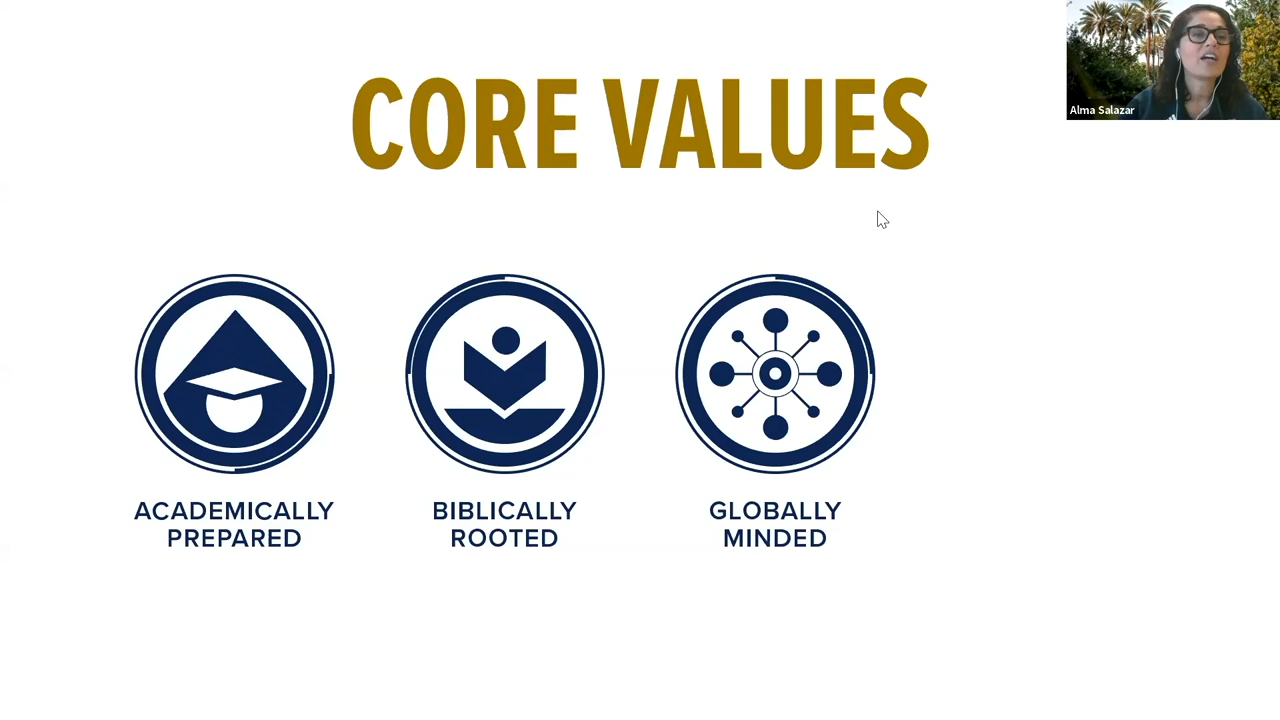 CORE VALUES
Alma Salazar
ACADEMICALLY
PREPARED
BIBLICALLY
ROOTED
GLOBALLY
MINDED